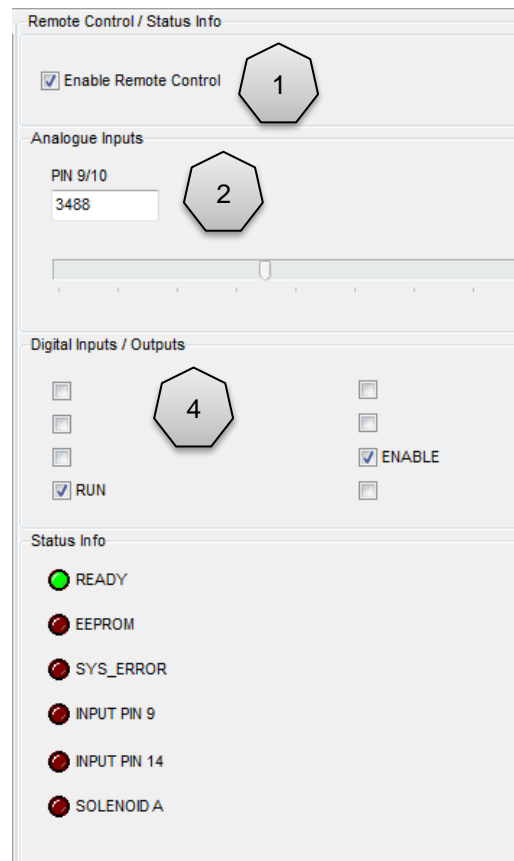 Remote Control / Status Info
Enable Remote Control
1
Analogue Inputs
PIN 9/10
3488
2
Digital Inputs / Outputs
4
ENABLE
RUN
Status Info
READY
EEPROM
SYS_ERROR
INPUT PIN 9
INPUT PIN 14
SOLENOID A